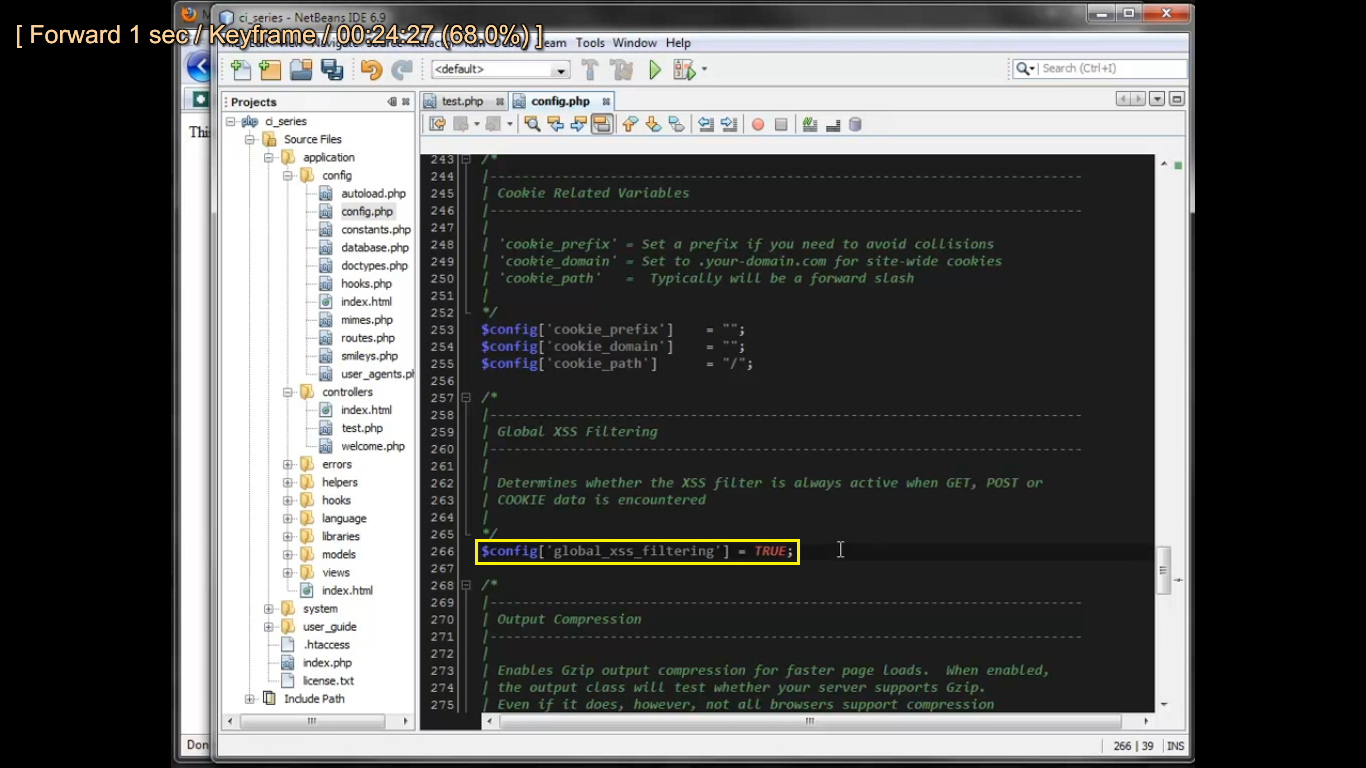 [ Forward 1 sec / Keyframe / 00:24:27 (68.0%) ]
ci_series - NetBeans IDE 6.9
Team Tools Window Help
<default>
Search (Ctrl+I)
Projects
test.php
config.php
ci_series
Source Files
application
config
autoload.php
config.php
constants.php
database.php
doctypes.php
hooks.php
index.html
mimes.php
routes.php
smileys.php
user_agents.ph
controllers
index.html
test.php
welcome.php
errors
helpers
hooks
language
libraries
models
views
index.html
system
user_guide
.htaccess
index.php
license.txt
Include Path
This
Don
243 /*
244 |--------------------------------------------------------------------------
245 | Cookie Related Variables
246 |--------------------------------------------------------------------------
247 |
248 | 'cookie_prefix' = Set a prefix if you need to avoid collisions
249 | 'cookie_domain' = Set to .your-domain.com for site-wide cookies
250 | 'cookie_path'   =  Typically will be a forward slash
251 |
252 */
253 $config['cookie_prefix']    = "";
254 $config['cookie_domain']    = "";
255 $config['cookie_path']      = "/";
256
257 /*
258 |--------------------------------------------------------------------------
259 | Global XSS Filtering
260 |--------------------------------------------------------------------------
261 |
262 | Determines whether the XSS filter is always active when GET, POST or
263 | COOKIE data is encountered
264 |
265 */
266 $config['global_xss_filtering'] = TRUE;
267
268 /*
269 |--------------------------------------------------------------------------
270 | Output Compression
271 |--------------------------------------------------------------------------
272 |
273 | Enables Gzip output compression for faster page loads.  When enabled,
274 | the output class will test whether your server supports Gzip.
275 | Even if it does, however, not all browsers support compression
266 | 39 INS